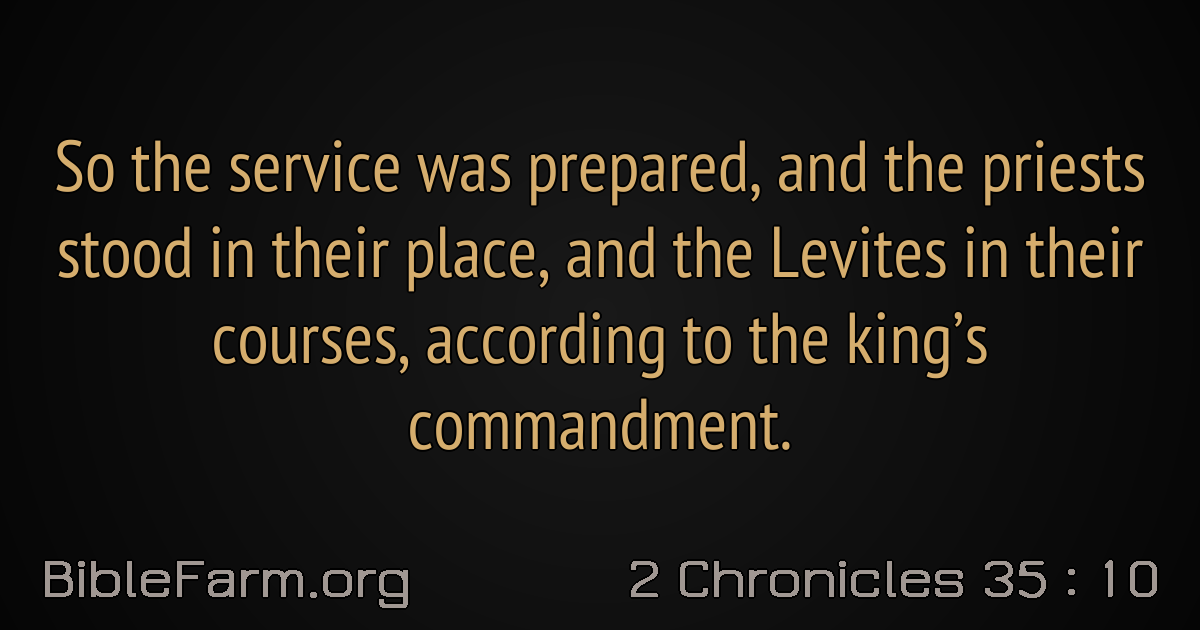 So the service was prepared, and the priests
stood in their place, and the Levites in their
courses, according to the king’s
commandment.
BibleFarm.org
2 Chronicles 35 : 10